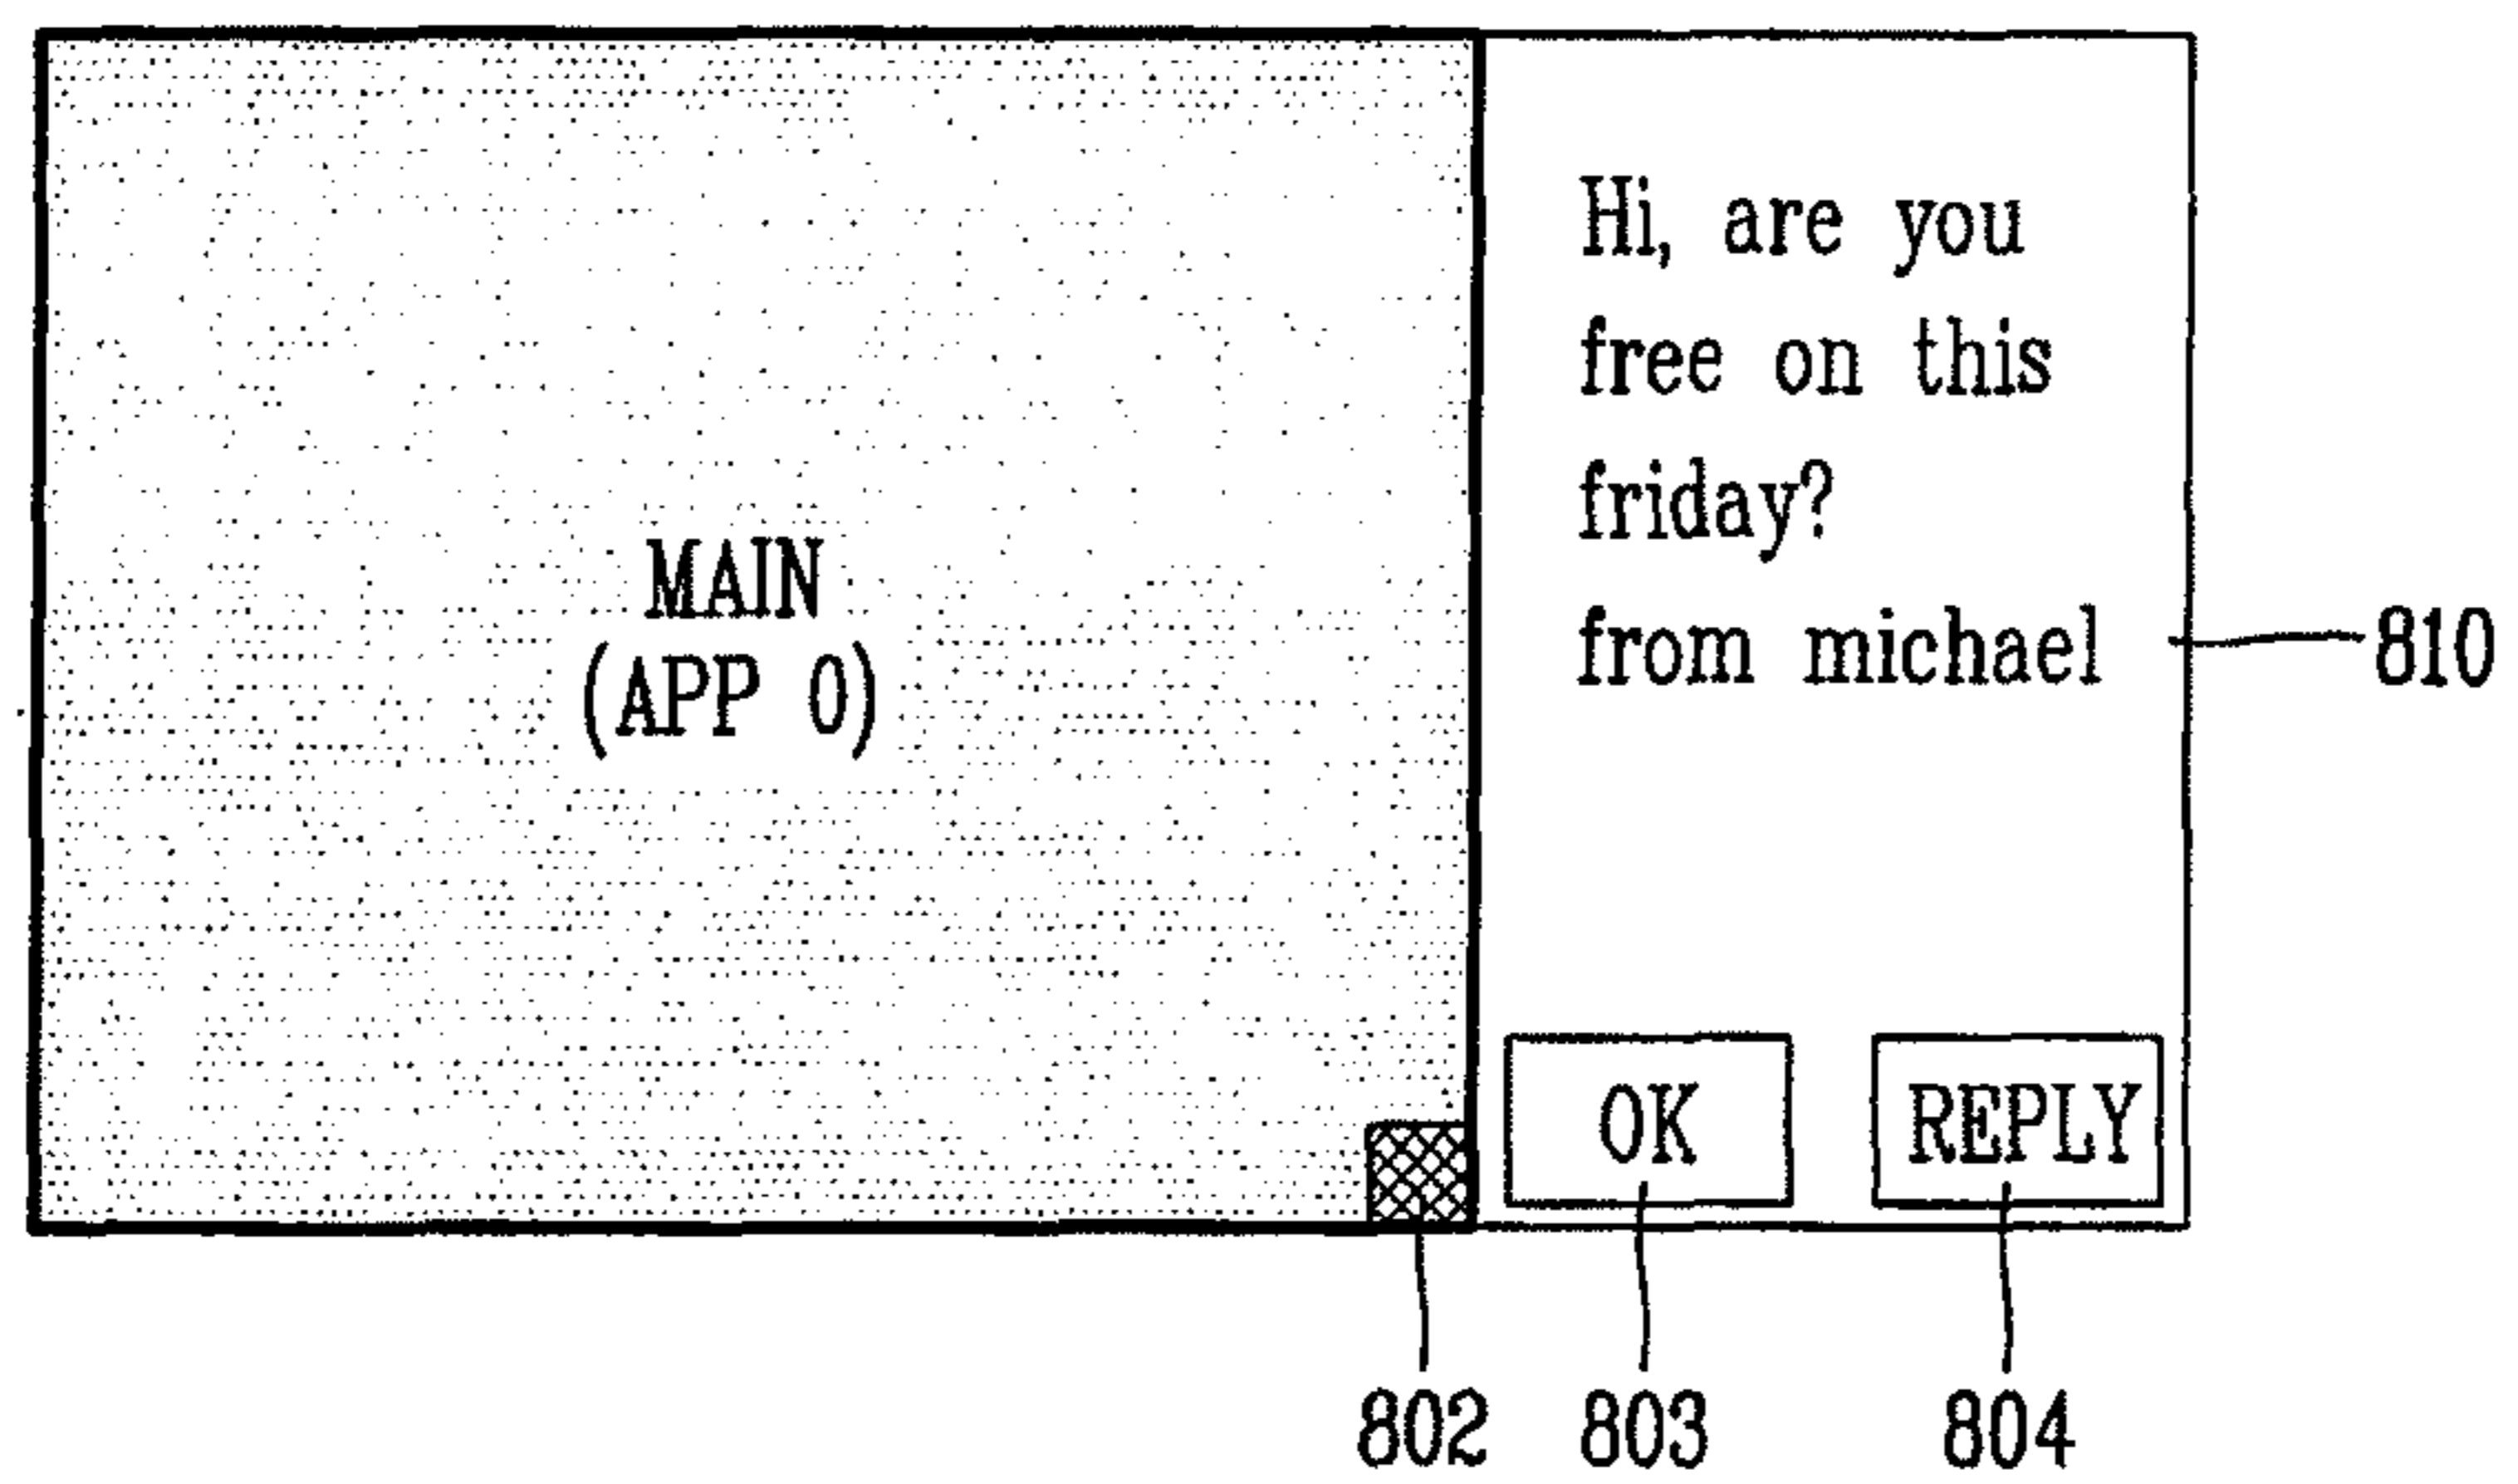 MAIN
(APP 0)
Hi, are you
free on this
friday?
from michael
810
OK
REPLY
802
803
804